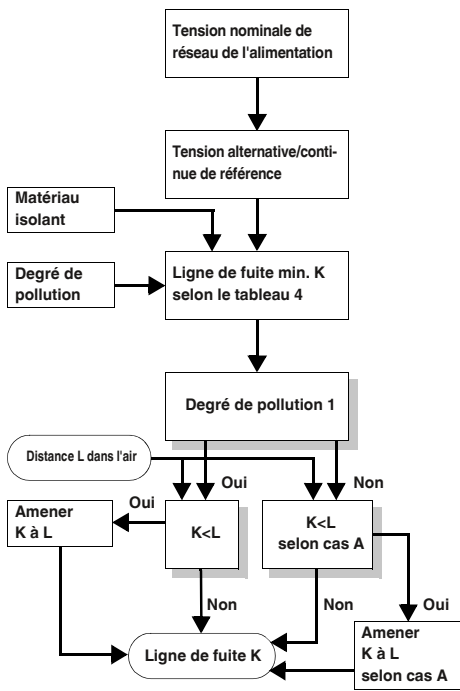 Tension nominale de
réseau de l'alimentation
Tension alternative/conti-
nue de référence
Matériau
isolant
Ligne de fuite min. K
selon le tableau 4
Degré de
pollution
Degré de pollution 1
Distance L dans l'air
Oui
Non
Amener
K à L
Oui
K<L
K<L
selon cas A
Non
Non
Oui
Ligne de fuite K
Amener
K à L
selon cas A